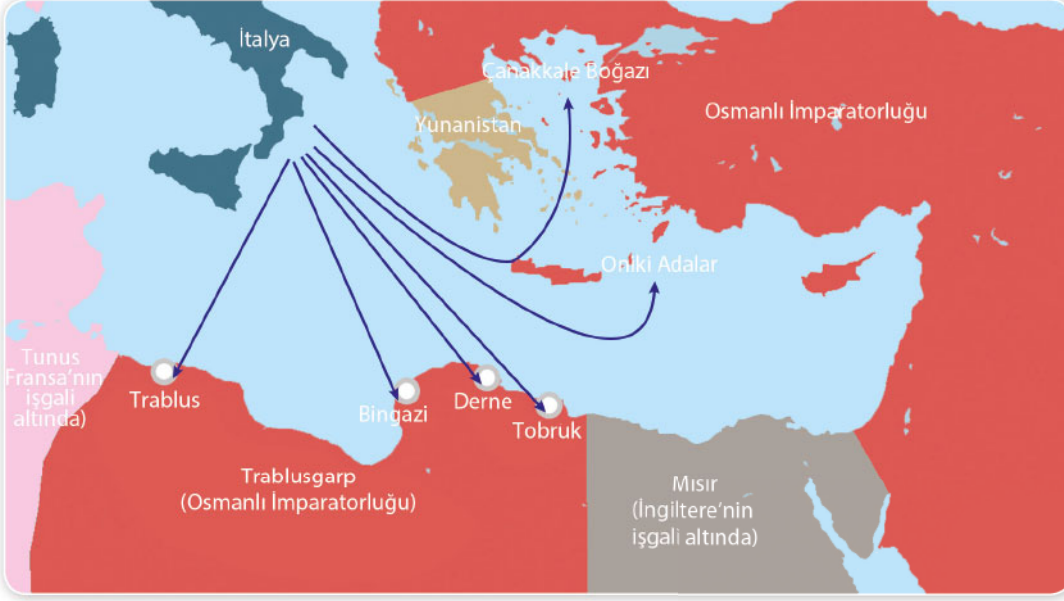 İtalya
Çanakkale Boğazı
Yunanistan
Osmanlı İmparatorluğu
Oniki Adalar
Tunus
Fransa'nın
işgali
altında)
Trablus
Bingazi
Derne
Tobruk
Trablusgarp
(Osmanlı İmparatorluğu)
Mısır
(İngiltere'nin
işgali altında)